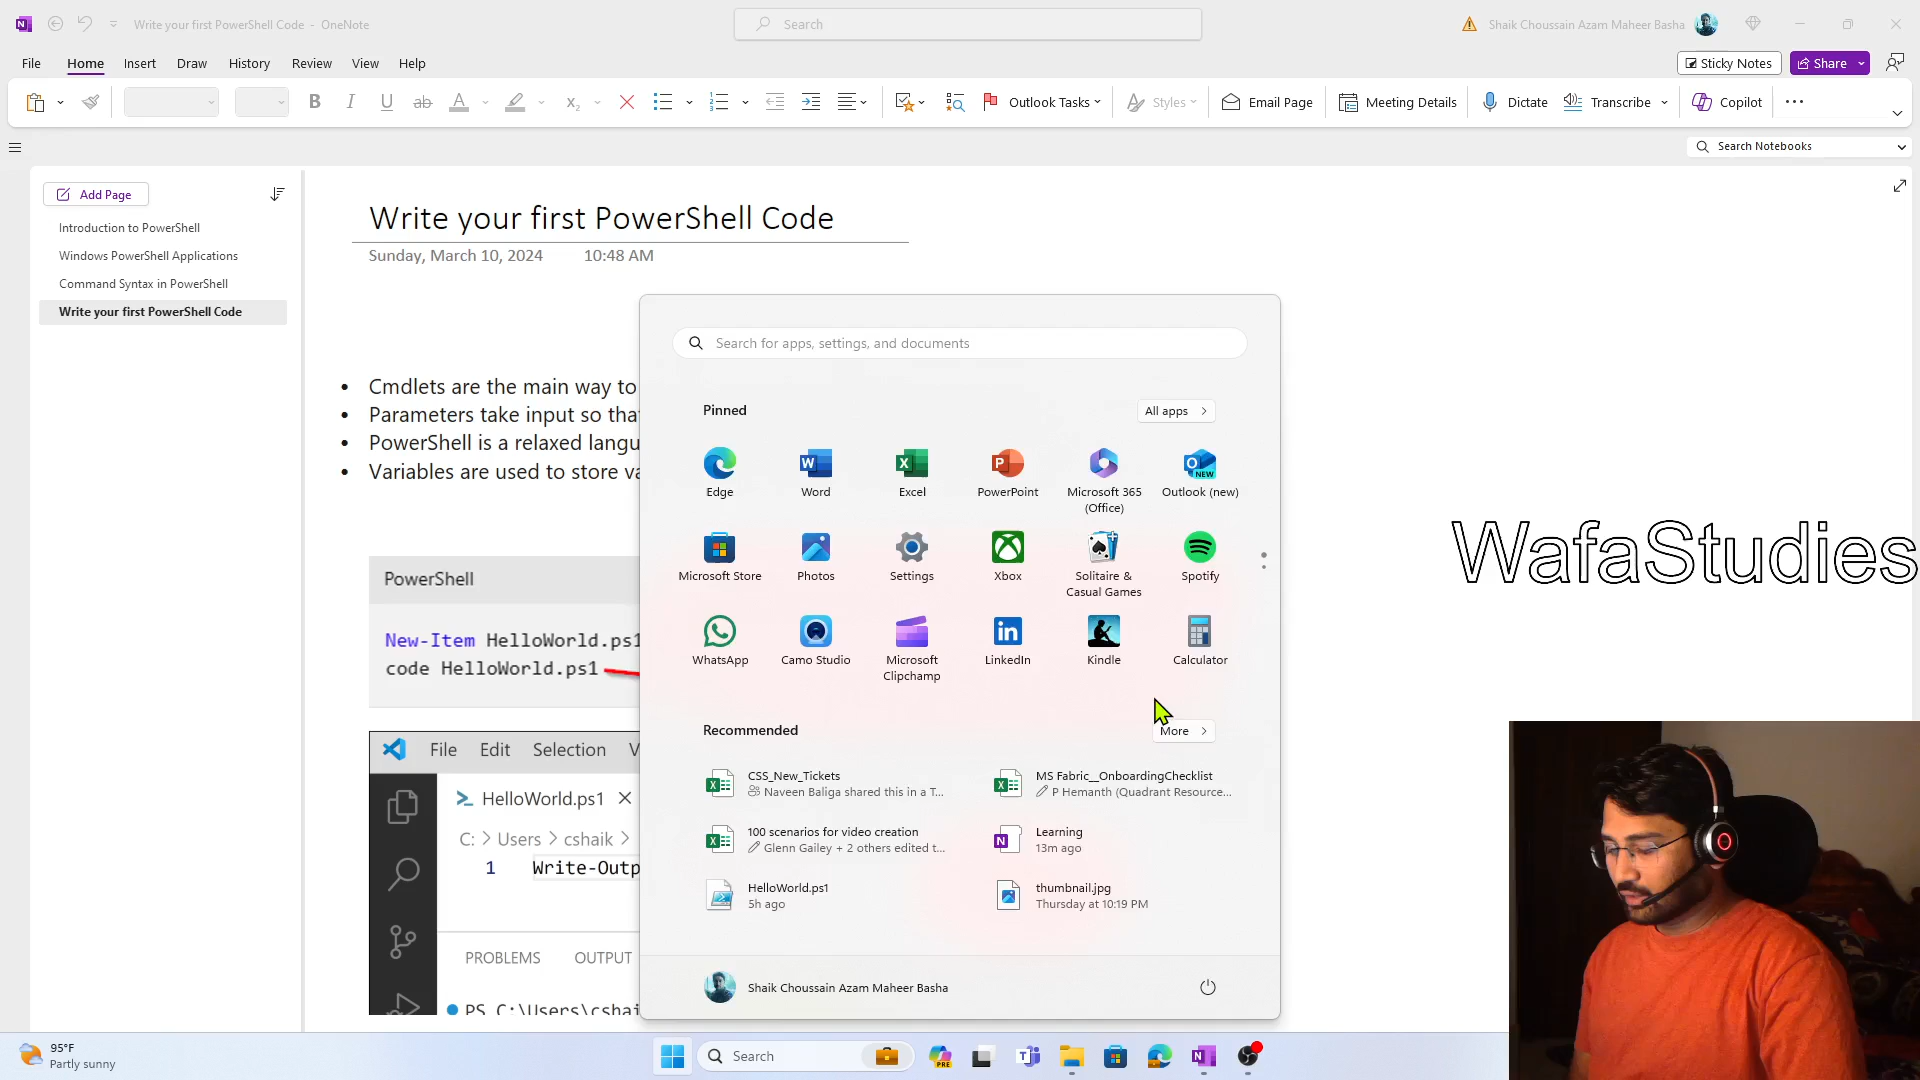 Write your first PowerShell Code - OneNote
Search
Shaik Choussain Azam Maheer Basha
File Home Insert Draw History Review View Help
Sticky Notes
Share
Outlook Tasks
Styles
Email Page
Meeting Details
Dictate
Transcribe
Copilot
Search Notebooks
Add Page
Introduction to PowerShell
Windows PowerShell Applications
Command Syntax in PowerShell
Write your first PowerShell Code
Write your first PowerShell Code
Sunday, March 10, 2024 10:48 AM
• Cmdlets are the main way to
• Parameters take input so tha
• PowerShell is a relaxed langu
• Variables are used to store va
PowerShell
New-Item HelloWorld.ps1
code HelloWorld.ps1
File Edit Selection V
HelloWorld.ps1
C: > Users > cshaik >
1 Write-Outp
PROBLEMS OUTPUT
PS C:\Users\cshai
Search for apps, settings, and documents
Pinned
All apps >
Edge
Word
Excel
PowerPoint
Microsoft 365 (Office)
Outlook (new)
Microsoft Store
Photos
Settings
Xbox
Solitaire & Casual Games
Spotify
WhatsApp
Camo Studio
Microsoft Clipchamp
LinkedIn
Kindle
Calculator
Recommended
More >
CSS_New_Tickets
Naveen Baliga shared this in a T...
MS Fabric__OnboardingChecklist
P Hemanth (Quadrant Resource...
100 scenarios for video creation
Glenn Gailey + 2 others edited t...
Learning
13m ago
HelloWorld.ps1
5h ago
thumbnail.jpg
Thursday at 10:19 PM
Shaik Choussain Azam Maheer Basha
WafaStudies
95°F
Partly sunny
Search